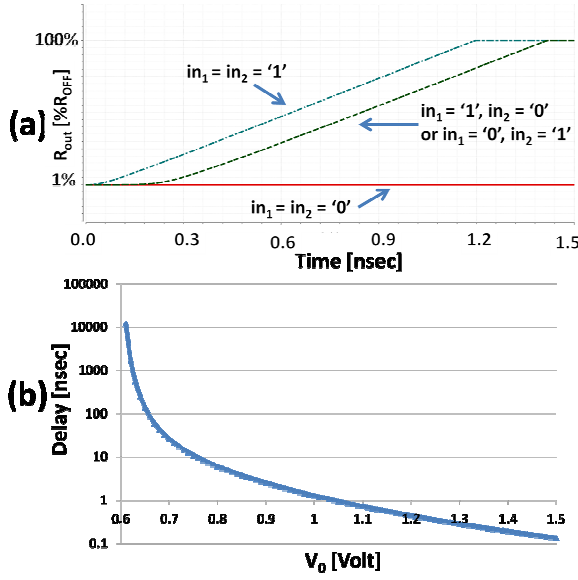 (a)
R_out [%R_OFF]
100%
1%
in₁ = in₂ = ‘1’
in₁ = ‘1’, in₂ = ‘0’
or in₁ = ‘0’, in₂ = ‘1’
in₁ = in₂ = ‘0’
0.0 0.3 0.6 0.9 1.2 1.5
Time [nsec]
(b)
Delay [nsec]
100000
10000
1000
100
10
1
0.1
0.6 0.7 0.8 0.9 1 1.1 1.2 1.3 1.4 1.5
V₀ [Volt]